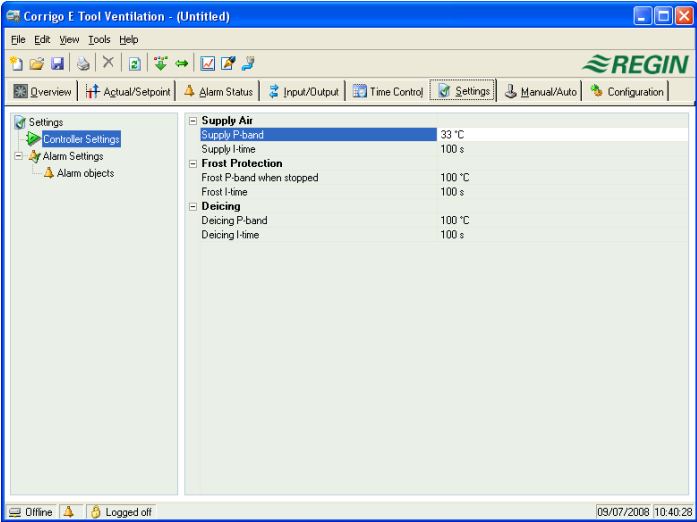 Corrigo E Tool Ventilation - (Untitled)
File Edit View Tools Help
REGIN
Overview Actual/Setpoint Alarm Status Input/Output Time Control Settings Manual/Auto Configuration
Settings
Controller Settings
Alarm Settings
Alarm objects
Supply Air
Supply P-band 33 °C
Supply I-time 100 s
Frost Protection
Frost P-band when stopped 100 °C
Frost I-time 100 s
Deicing
Deicing P-band 100 °C
Deicing I-time 100 s
Offline Logged off 09/07/2008 10:40:28